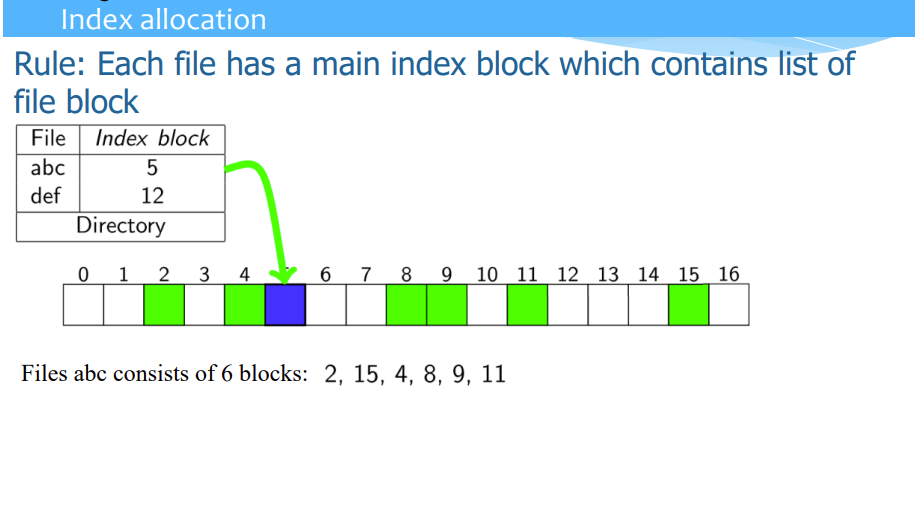 Index allocation
Rule: Each file has a main index block which contains list of
file block
File Index block
abc 5
def 12
Directory
0 1 2 3 4 6 7 8 9 10 11 12 13 14 15 16
Files abc consists of 6 blocks: 2, 15, 4, 8, 9, 11